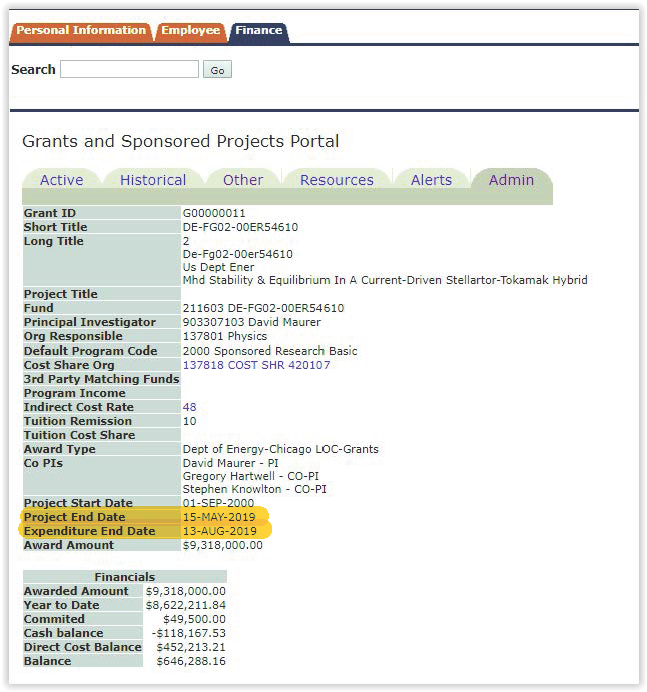 Personal Information Employee Finance
Search Go
Grants and Sponsored Projects Portal
Active Historical Other Resources Alerts Admin
Grant ID G00000011
Short Title DE-FG02-00ER54610
Long Title 2
De-Fg02-00er54610
Us Dept Ener
Mhd Stability & Equilibrium In A Current-Driven Stellartor-Tokamak Hybrid
Project Title
Fund 211603 DE-FG02-00ER54610
Principal Investigator 903307103 David Maurer
Org Responsible 137801 Physics
Default Program Code 2000 Sponsored Research Basic
Cost Share Org 137818 COST SHR 420107
3rd Party Matching Funds
Program Income
Indirect Cost Rate 48
Tuition Remission 10
Tuition Cost Share
Award Type Dept of Energy-Chicago LOC-Grants
Co PIs David Maurer - PI
Gregory Hartwell - CO-PI
Stephen Knowlton - CO-PI
Project Start Date 01-SEP-2000
Project End Date 15-MAY-2019
Expenditure End Date 13-AUG-2019
Award Amount $9,318,000.00
Financials
Awarded Amount $9,318,000.00
Year to Date $8,622,211.84
Commited $49,500.00
Cash balance -$118,167.53
Direct Cost Balance $452,213.21
Balance $646,288.16